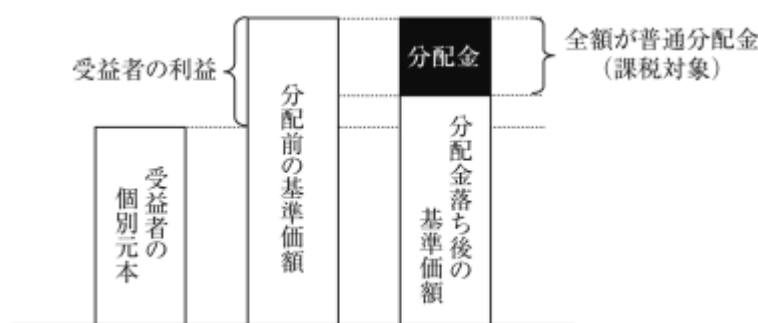 受益者の利益
分配金
全額が普通分配金
(課税対象)
受益者の
個別元本
分配前の基準価額
分配金落ち後の
基準価額